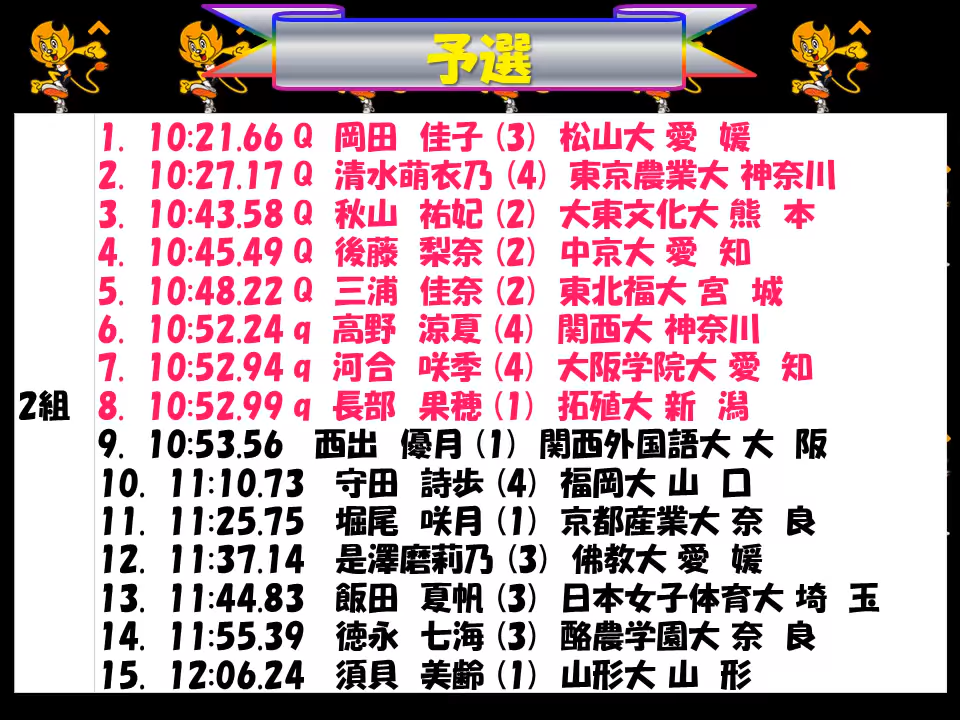 予選
2組
1. 10:21.66 Q 岡田 佳子 (3) 松山大 愛 媛
2. 10:27.17 Q 清水萌衣乃 (4) 東京農業大 神奈川
3. 10:43.58 Q 秋山 祐妃 (2) 大東文化大 熊 本
4. 10:45.49 Q 後藤 梨奈 (2) 中京大 愛 知
5. 10:48.22 Q 三浦 佳奈 (2) 東北福大 宮 城
6. 10:52.24 q 高野 涼夏 (4) 関西大 神奈川
7. 10:52.94 q 河合 咲季 (4) 大阪学院大 愛 知
8. 10:52.99 q 長部 果穂 (1) 拓殖大 新 潟
9. 10:53.56 西出 優月 (1) 関西外国語大 大 阪
10. 11:10.73 守田 詩歩 (4) 福岡大 山 口
11. 11:25.75 堀尾 咲月 (1) 京都産業大 奈 良
12. 11:37.14 是澤磨莉乃 (3) 佛教大 愛 媛
13. 11:44.83 飯田 夏帆 (3) 日本女子体育大 埼 玉
14. 11:55.39 徳永 七海 (3) 酪農学園大 奈 良
15. 12:06.24 須貝 美齢 (1) 山形大 山 形